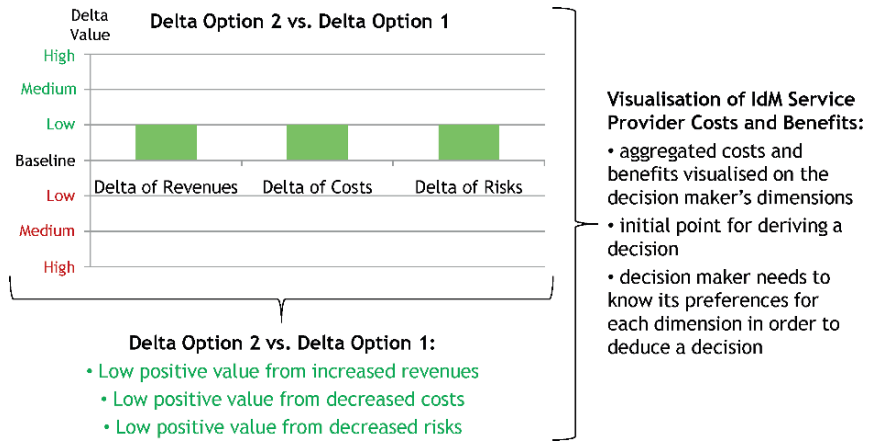 Delta
Value
Delta Option 2 vs. Delta Option 1
High
Medium
Low
Baseline
Delta of Revenues
Delta of Costs
Delta of Risks
Low
Medium
High
Delta Option 2 vs. Delta Option 1:
• Low positive value from increased revenues
• Low positive value from decreased costs
• Low positive value from decreased risks
Visualisation of IdM Service
Provider Costs and Benefits:
• aggregated costs and
benefits visualised on the
decision maker's dimensions
• initial point for deriving a
decision
• decision maker needs to
know its preferences for
each dimension in order to
deduce a decision